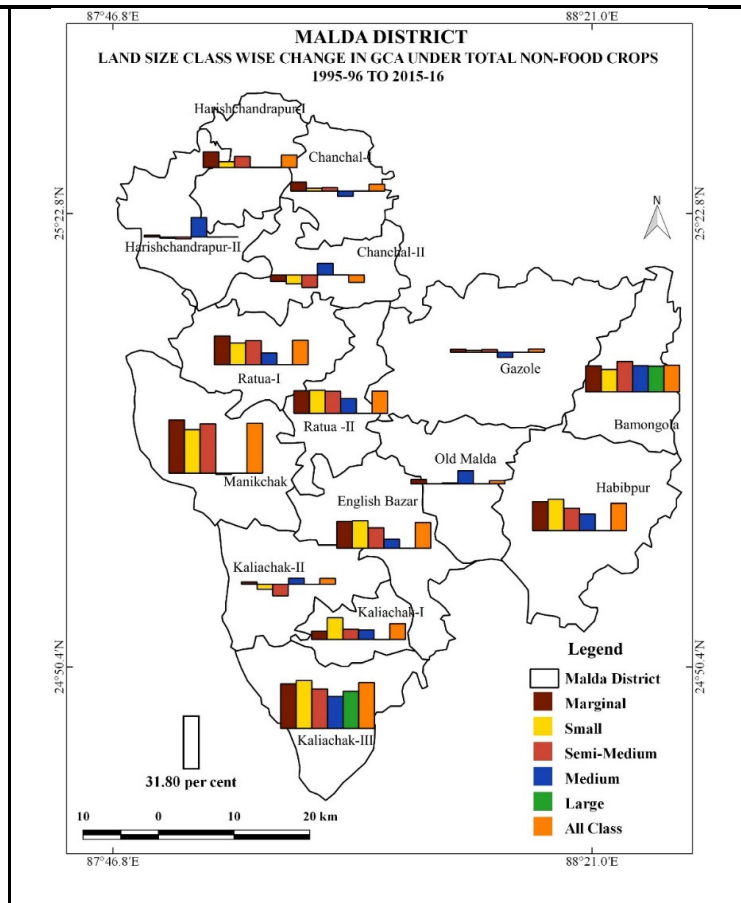 87°46.8'E 88°21.0'E
MALDA DISTRICT
LAND SIZE CLASS WISE CHANGE IN GCA UNDER TOTAL NON-FOOD CROPS
1995-96 TO 2015-16
Harishchandrapur-I
Chanchal-I
N
25°22.8'N 25°22.8'N
Harishchandrapur-II
Chanchal-II
Gazole
Ratua-I
Ratua -II
Bamongola
Old Malda
Manikchak
Habibpur
English Bazar
Kaliachak-II
Kaliachak-I
24°50.4'N 24°50.4'N
Legend
Malda District
Marginal
Small
Semi-Medium
Medium
Large
All Class
Kaliachak-III
31.80 per cent
10 0 10 20 km
87°46.8'E 88°21.0'E